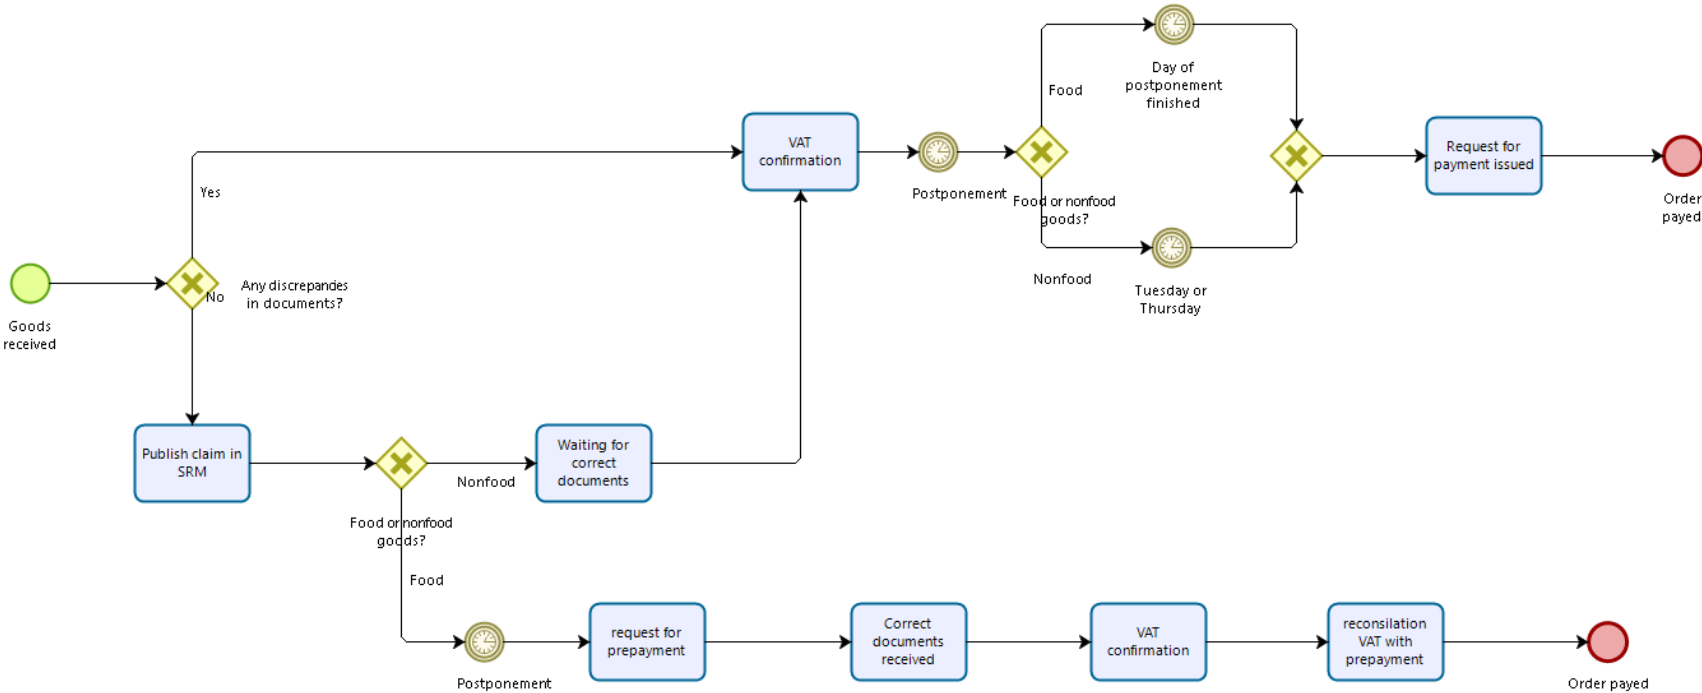 Day of
postponement
finished
Food
VAT
confirmation
Request for
payment issued
Yes
Postponement
Food or nonfood
goods?
Order
payed
Nonfood
Tuesday or
Thursday
No
Any discrepancies
in documents?
Goods
received
Publish claim in
SRM
Waiting for
correct
documents
Nonfood
Food or nonfood
goods?
Food
Postponement
request for
prepayment
Correct
documents
received
VAT
confirmation
reconsilation
VAT with
prepayment
Order payed